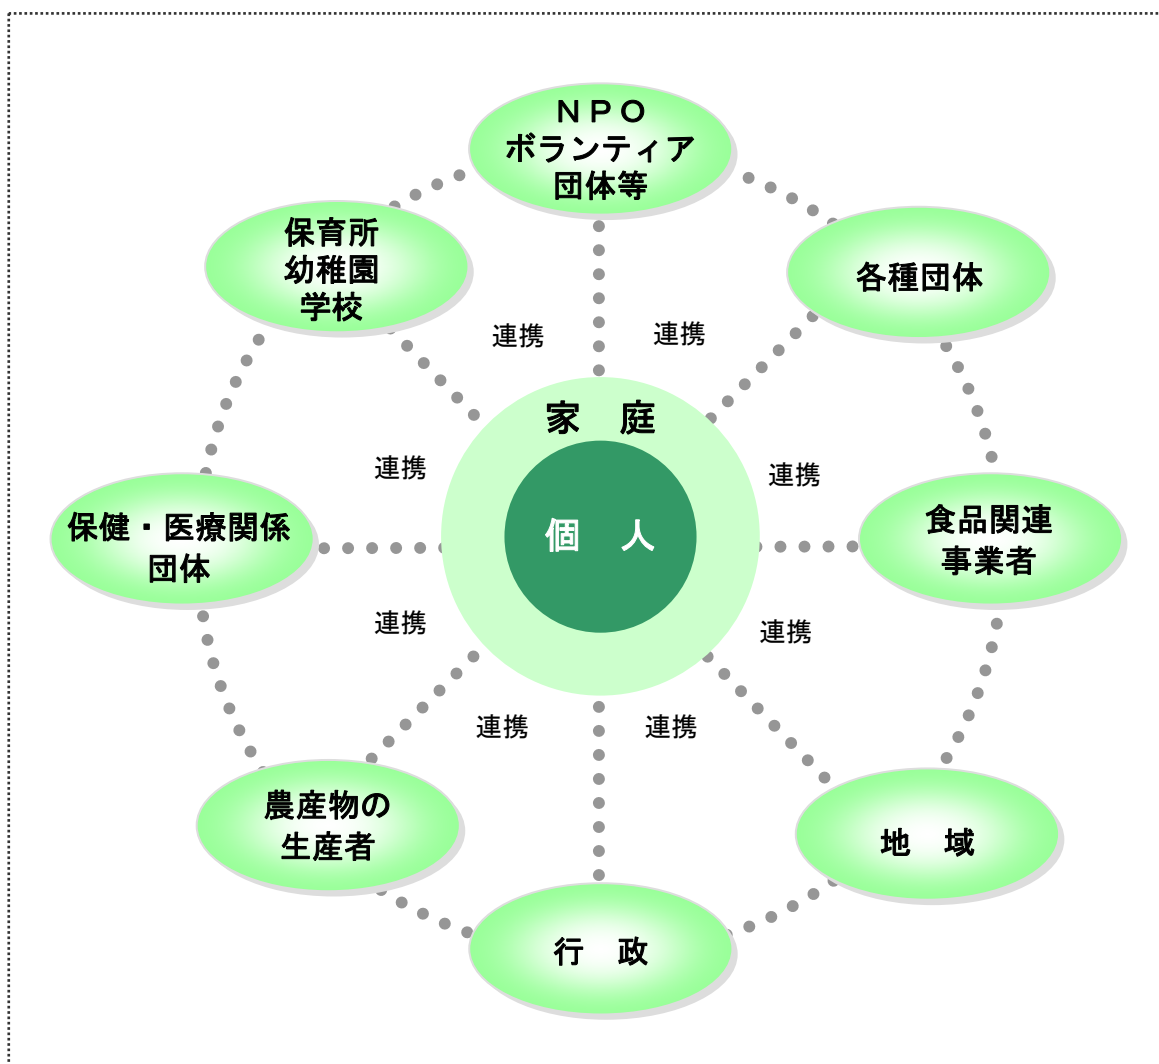 ＮＰＯ
ボランティア
団体等
保育所
幼稚園
学校
各種団体
連携
連携
家　庭
連携
連携
個　人
保健・医療関係
団体
食品関連
事業者
連携
連携
連携
連携
農産物の
生産者
地　域
行　政